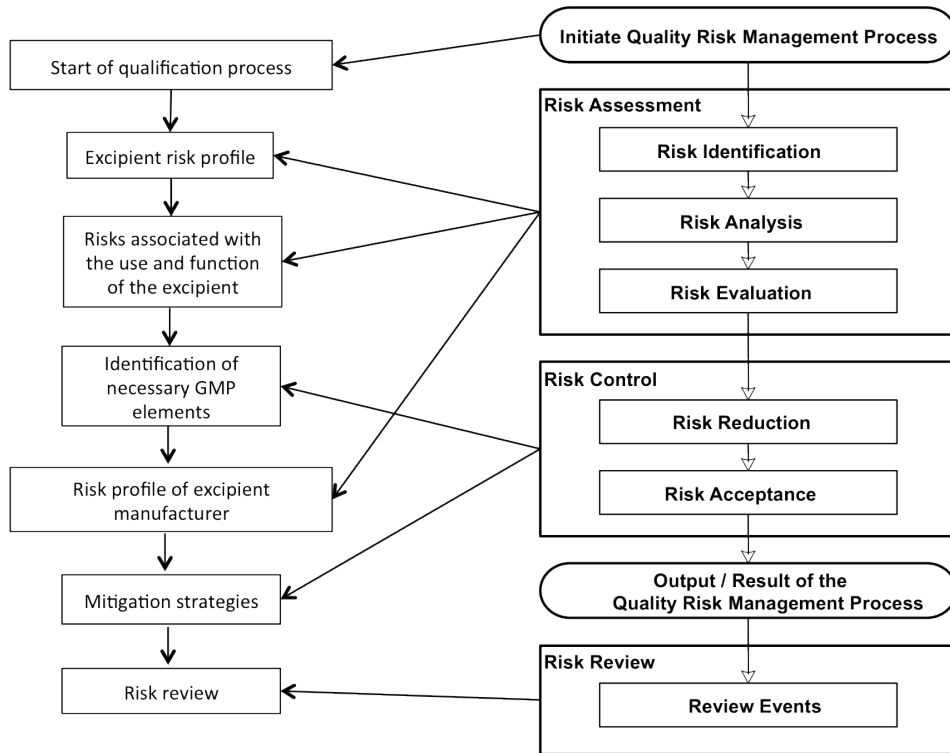 Start of qualification process
Excipient risk profile
Risks associated with
the use and function
of the excipient
Identification of
necessary GMP
elements
Risk profile of excipient
manufacturer
Mitigation strategies
Risk review
Initiate Quality Risk Management Process
Risk Assessment
Risk Identification
Risk Analysis
Risk Evaluation
Risk Control
Risk Reduction
Risk Acceptance
Output / Result of the
Quality Risk Management Process
Risk Review
Review Events